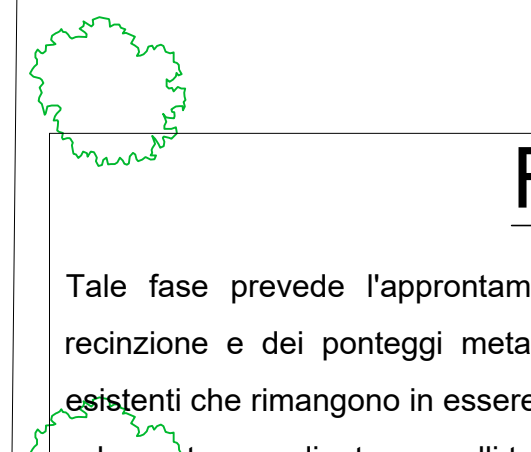 Tale fase prevede l'approntam
recinzione e dei ponteggi meta
esistenti che rimangono in essere